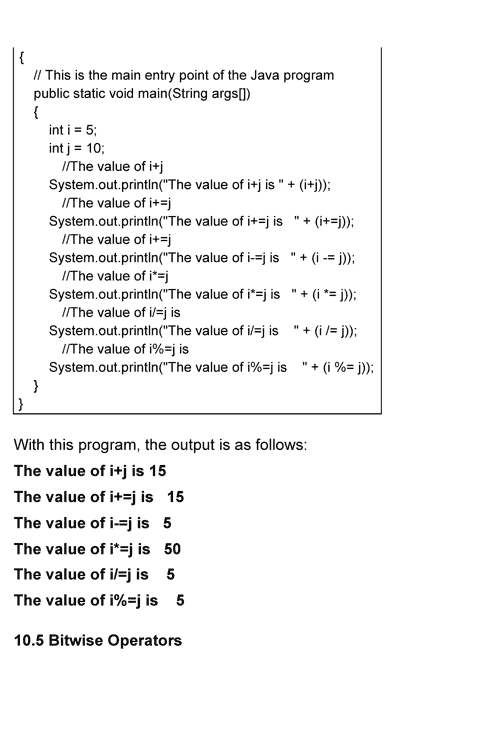 {
// This is the main entry point of the Java program
public static void main(String args[])
{
int i = 5;
int j = 10;
//The value of i+j
System.out.println("The value of i+j is " + (i+j));
//The value of i+=j
System.out.println("The value of i+=j is   " + (i+=j));
//The value of i+=j
System.out.println("The value of i-=j is   " + (i -= j));
//The value of i*=j
System.out.println("The value of i*=j is   " + (i *= j));
//The value of i/=j is
System.out.println("The value of i/=j is    " + (i /= j));
//The value of i%=j is
System.out.println("The value of i%=j is    " + (i %= j));
}
}
With this program, the output is as follows:
The value of i+j is 15
The value of i+=j is   15
The value of i-=j is   5
The value of i*=j is   50
The value of i/=j is    5
The value of i%=j is    5
10.5 Bitwise Operators